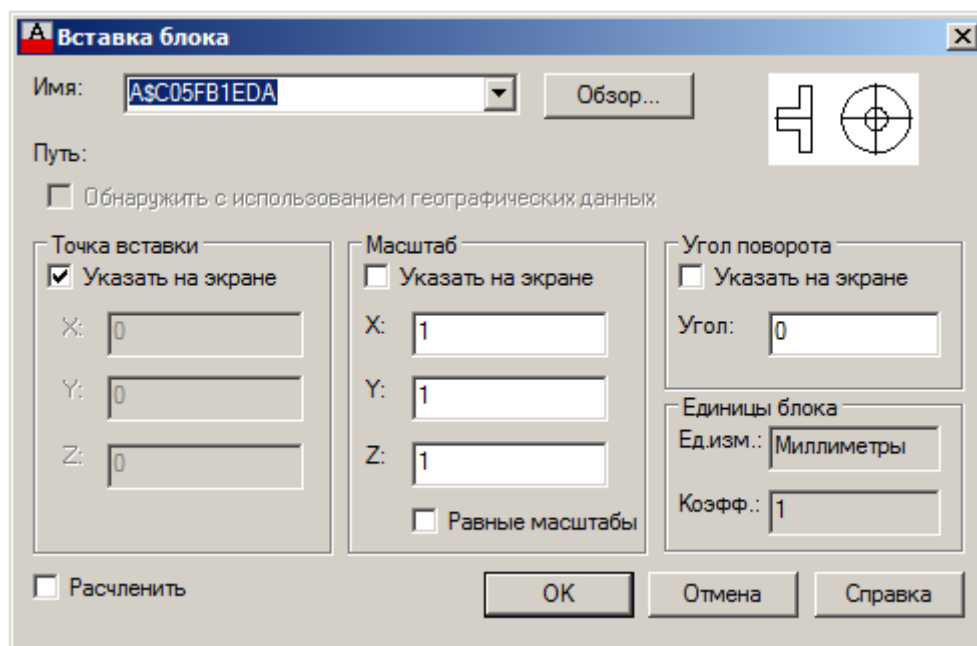 Вставка блока
Имя: A$C05FB1EDA Обзор...
Путь:
Обнаружить с использованием географических данных
Точка вставки Масштаб Угол поворота
Указать на экране Указать на экране Указать на экране
X: 0 X: 1 Угол: 0
Y: 0 Y: 1 Единицы блока
Z: 0 Z: 1 Ед.изм.: Миллиметры
Равные масштабы Коэфф.: 1
Расчленить OK Отмена Справка